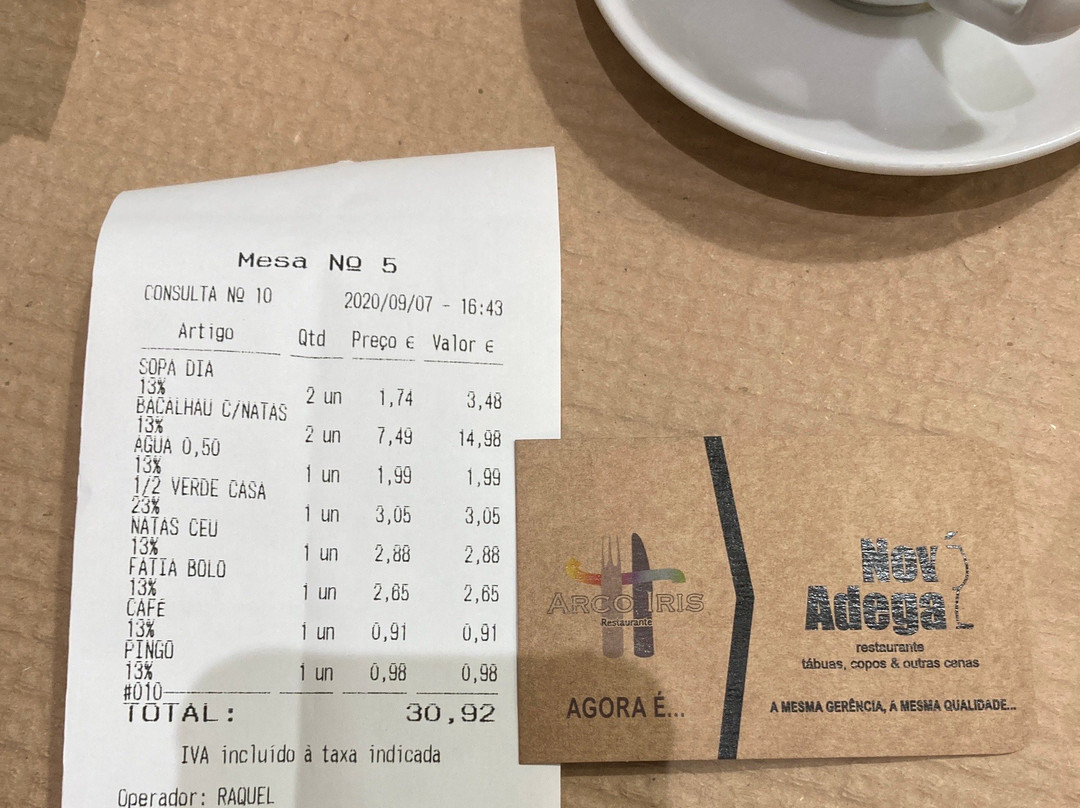 Mesa Nº 5
CONSULTA Nº 10 2020/09/07 - 16:43
Artigo Qtd Preço € Valor €
SOPA DIA
13% 2 un 1,74 3,48
BACALHAU C/NATAS
13% 2 un 7,49 14,98
AGUA 0,50
13% 1 un 1,99 1,99
1/2 VERDE CASA
23% 1 un 3,05 3,05
NATAS CEU
13% 1 un 2,88 2,88
FATIA BOLO
13% 1 un 2,65 2,65
CAFÉ
13% 1 un 0,91 0,91
PINGO
13% 1 un 0,98 0,98
#010
TOTAL: 30,92
IVA incluído à taxa indicada
Operador: RAQUEL
ARCO IRIS
Restaurante
AGORA É...
Nov
Adega
restaurante
tábuas, copos & outras cenas
A MESMA GERÊNCIA, A MESMA QUALIDADE...